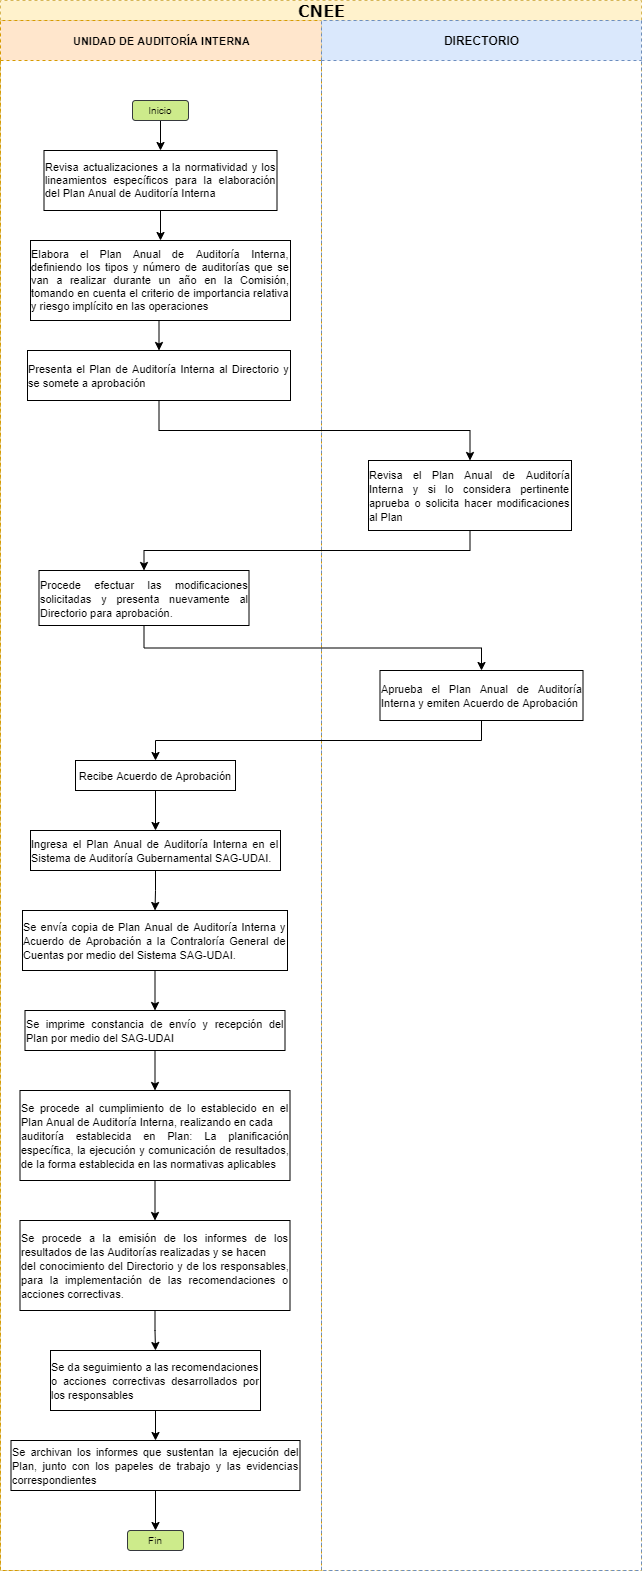 CNEE
UNIDAD DE AUDITORÍA INTERNA
DIRECTORIO
Inicio
Revisa actualizaciones a la normatividad y los
lineamientos específicos para la elaboración
del Plan Anual de Auditoría Interna
Elabora el Plan Anual de Auditoría Interna,
definiendo los tipos y número de auditorías que se
van a realizar durante un año en la Comisión,
tomando en cuenta el criterio de importancia relativa
y riesgo implícito en las operaciones
Presenta el Plan de Auditoría Interna al Directorio y
se somete a aprobación
Revisa el Plan Anual de Auditoría
Interna y si lo considera pertinente
aprueba o solicita hacer modificaciones
al Plan
Procede efectuar las modificaciones
solicitadas y presenta nuevamente al
Directorio para aprobación.
Aprueba el Plan Anual de Auditoría
Interna y emiten Acuerdo de Aprobación
Recibe Acuerdo de Aprobación
Ingresa el Plan Anual de Auditoría Interna en el
Sistema de Auditoría Gubernamental SAG-UDAI.
Se envía copia de Plan Anual de Auditoría Interna y
Acuerdo de Aprobación a la Contraloría General de
Cuentas por medio del Sistema SAG-UDAI.
Se imprime constancia de envío y recepción del
Plan por medio del SAG-UDAI
Se procede al cumplimiento de lo establecido en el
Plan Anual de Auditoría Interna, realizando en cada
auditoría establecida en Plan: La planificación
específica, la ejecución y comunicación de resultados,
de la forma establecida en las normativas aplicables
Se procede a la emisión de los informes de los
resultados de las Auditorías realizadas y se hacen
del conocimiento del Directorio y de los responsables,
para la implementación de las recomendaciones o
acciones correctivas.
Se da seguimiento a las recomendaciones
o acciones correctivas desarrollados por
los responsables
Se archivan los informes que sustentan la ejecución del
Plan, junto con los papeles de trabajo y las evidencias
correspondientes
Fin